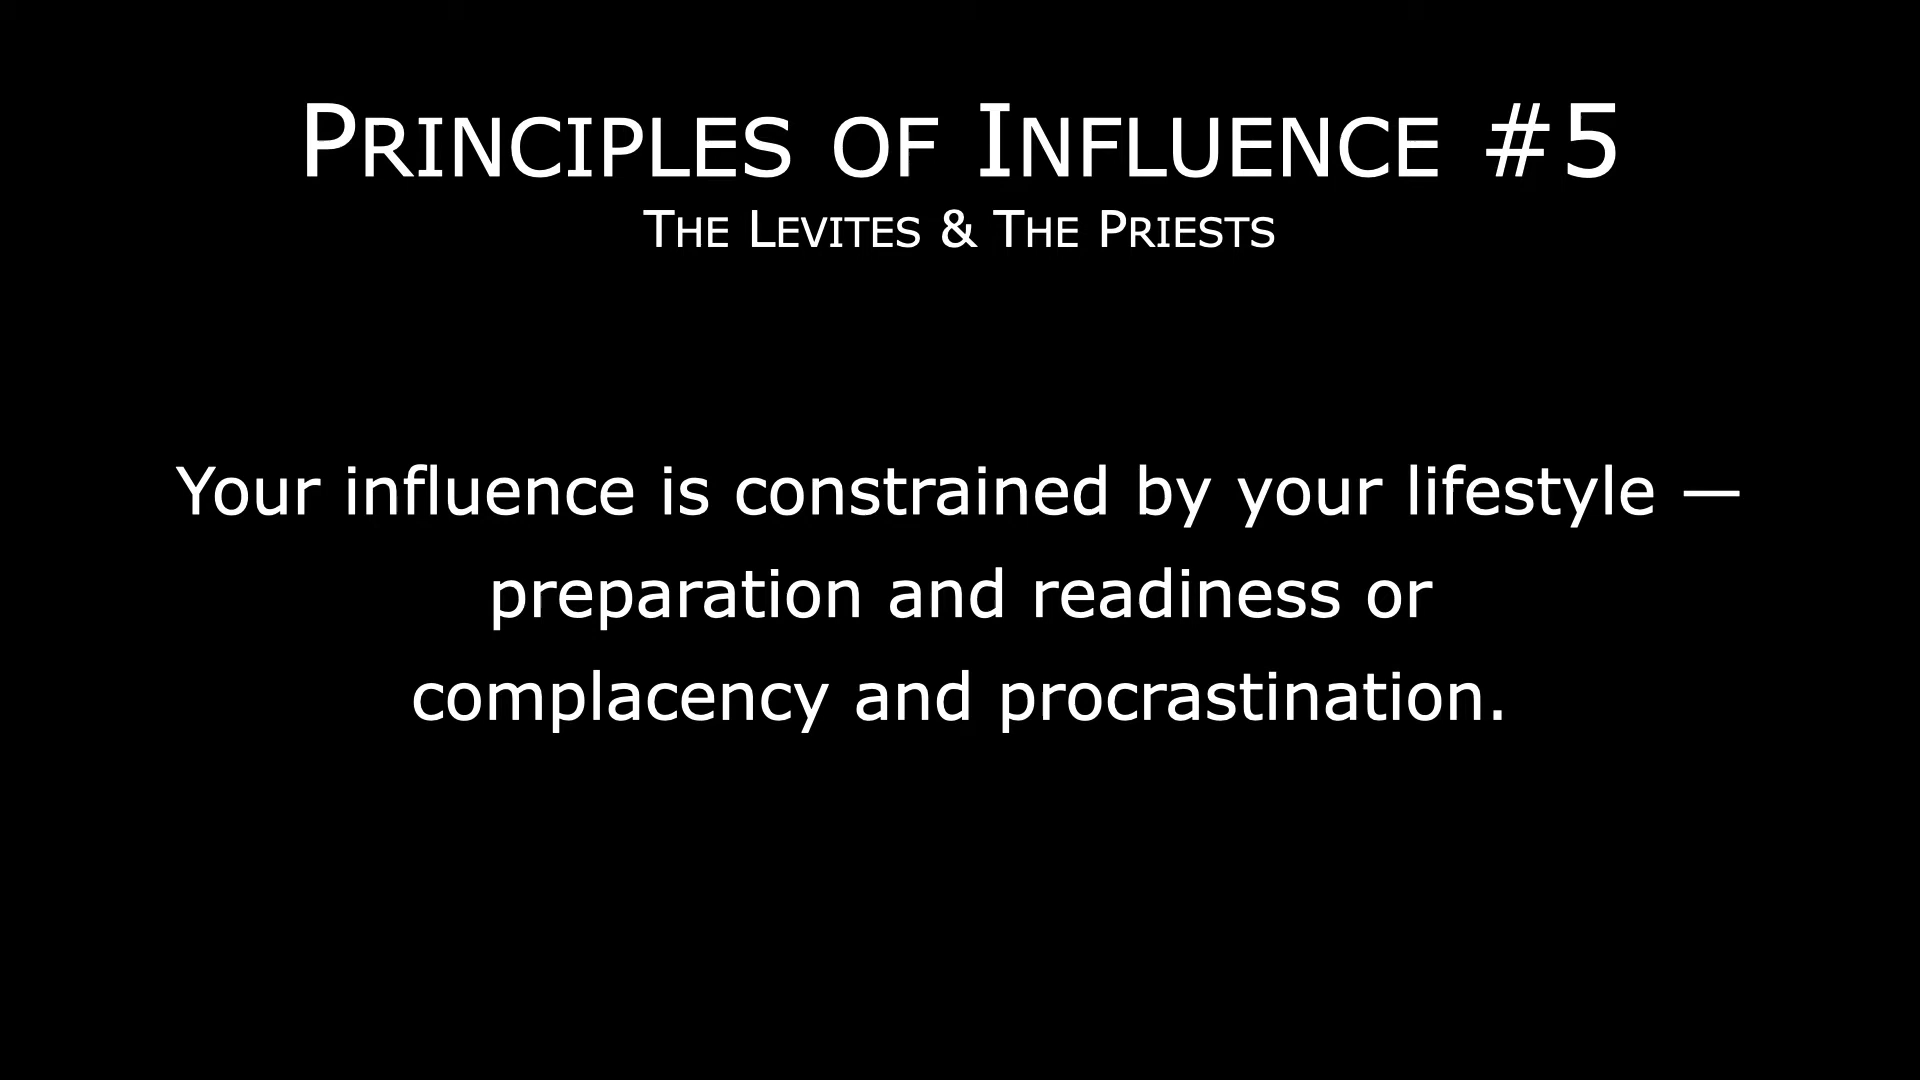 Principles of Influence #5
The Levites & The Priests
Your influence is constrained by your lifestyle —
preparation and readiness or
complacency and procrastination.